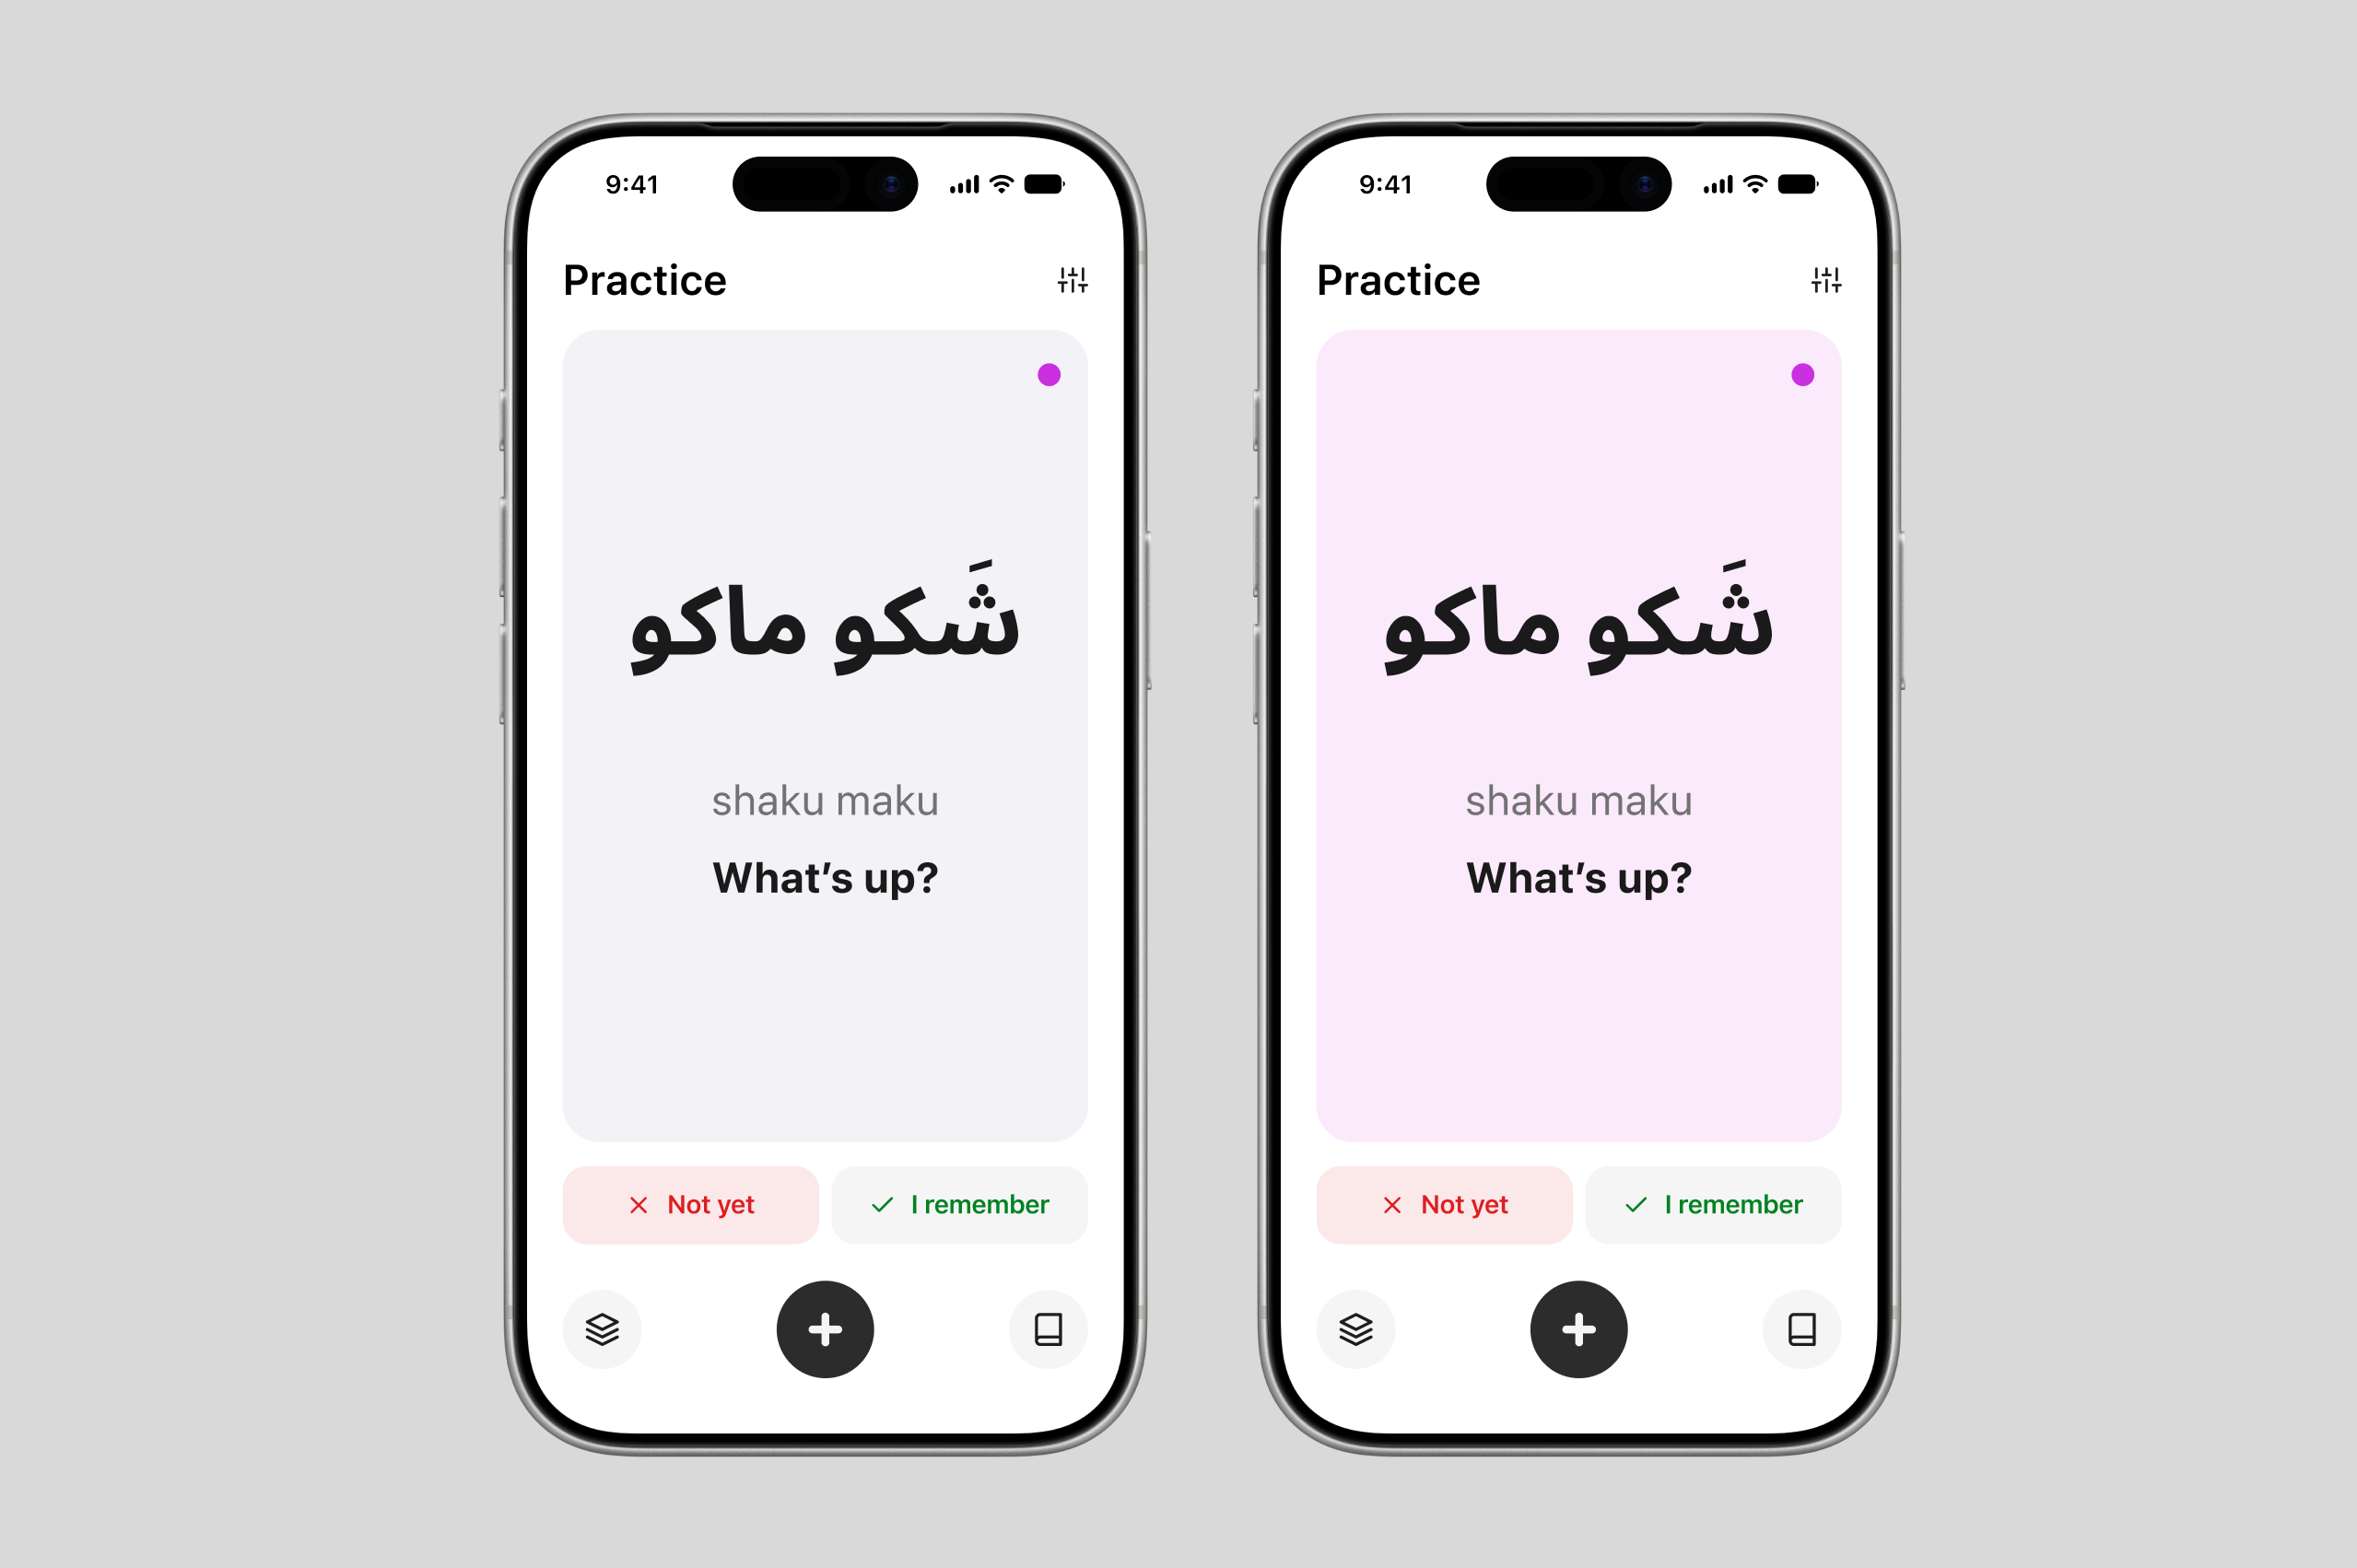 9:41
Practice
شَكو ماكو
shaku maku
What's up?
Not yet
I remember
9:41
Practice
شَكو ماكو
shaku maku
What's up?
Not yet
I remember